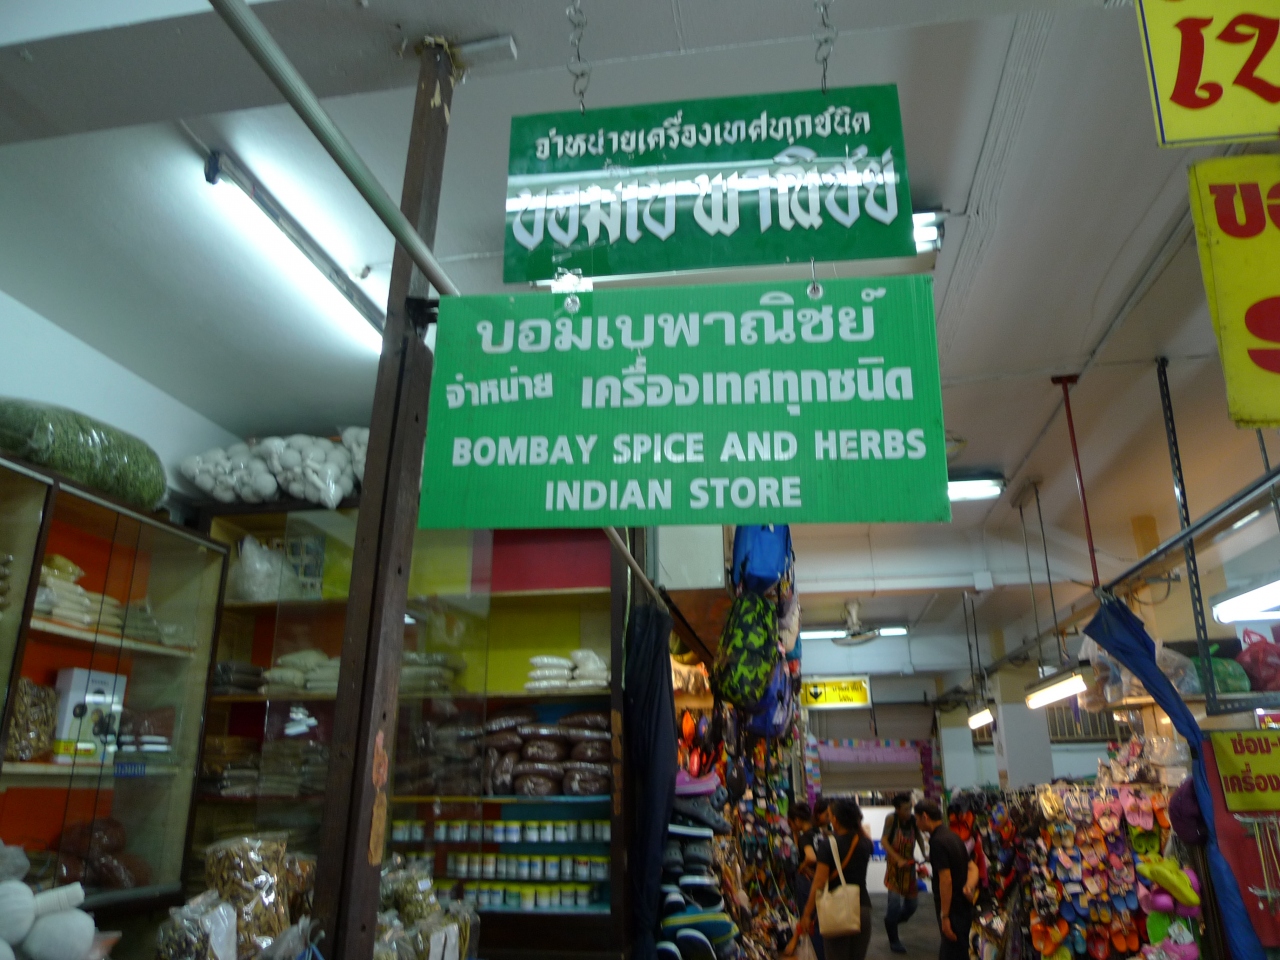 จำหน่ายเครื่องเทศทุกชนิด
บอมเบพาณิชย์
บอมเบพาณิชย์
จำหน่าย เครื่องเทศทุกชนิด
BOMBAY SPICE AND HERBS
INDIAN STORE